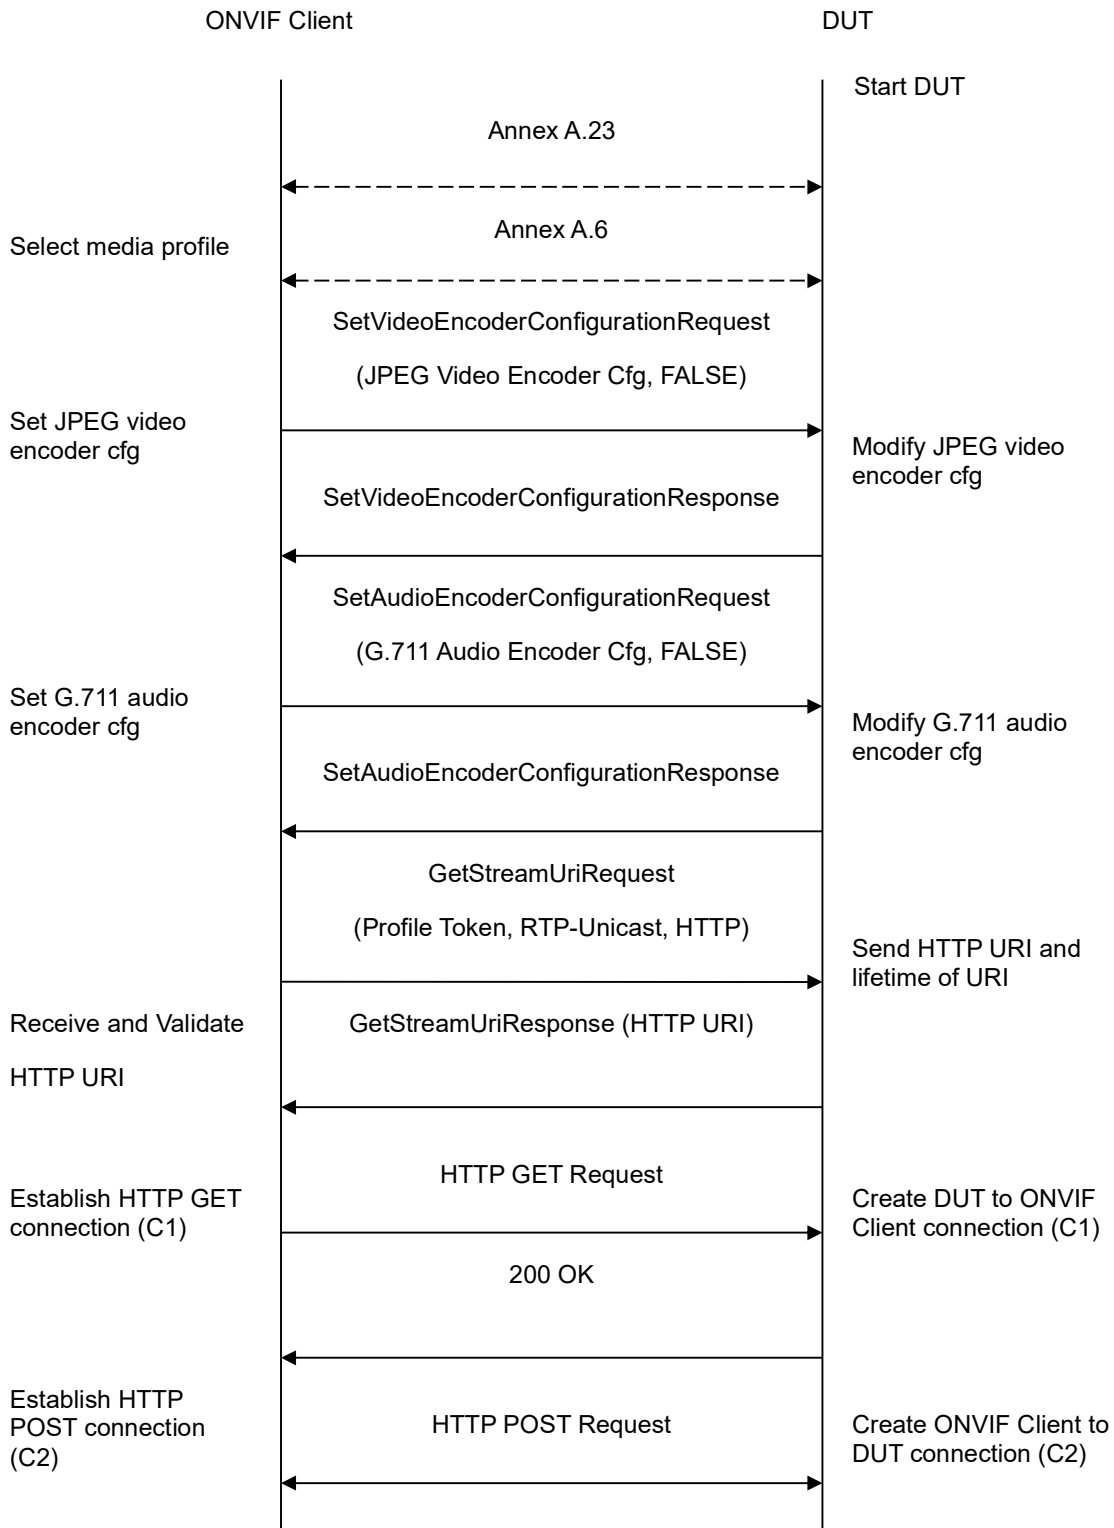 ONVIF Client
DUT
Start DUT
Annex A.23
Annex A.6
Select media profile
SetVideoEncoderConfigurationRequest
(JPEG Video Encoder Cfg, FALSE)
Set JPEG video
encoder cfg
Modify JPEG video
encoder cfg
SetVideoEncoderConfigurationResponse
SetAudioEncoderConfigurationRequest
(G.711 Audio Encoder Cfg, FALSE)
Set G.711 audio
encoder cfg
Modify G.711 audio
encoder cfg
SetAudioEncoderConfigurationResponse
GetStreamUriRequest
(Profile Token, RTP-Unicast, HTTP)
Send HTTP URI and
lifetime of URI
Receive and Validate
HTTP URI
GetStreamUriResponse (HTTP URI)
HTTP GET Request
Establish HTTP GET
connection (C1)
Create DUT to ONVIF
Client connection (C1)
200 OK
Establish HTTP
POST connection
(C2)
HTTP POST Request
Create ONVIF Client to
DUT connection (C2)